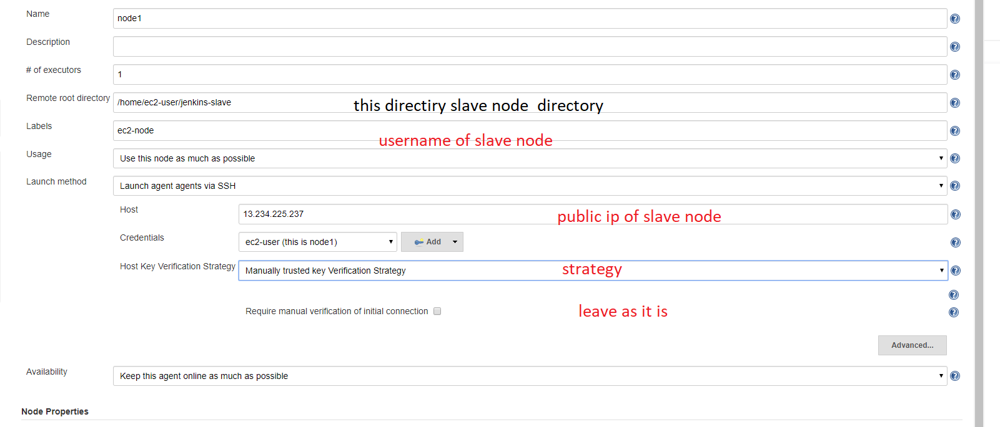 Name
node1
Description
# of executors
1
Remote root directory
/home/ec2-user/jenkins-slave
this directiry slave node directory
Labels
ec2-node
username of slave node
Usage
Use this node as much as possible
Launch method
Launch agent agents via SSH
Host
13.234.225.237
public ip of slave node
Credentials
ec2-user (this is node1)
Add
Host Key Verification Strategy
Manually trusted key Verification Strategy
strategy
Require manual verification of initial connection
leave as it is
Advanced...
Availability
Keep this agent online as much as possible
Node Properties